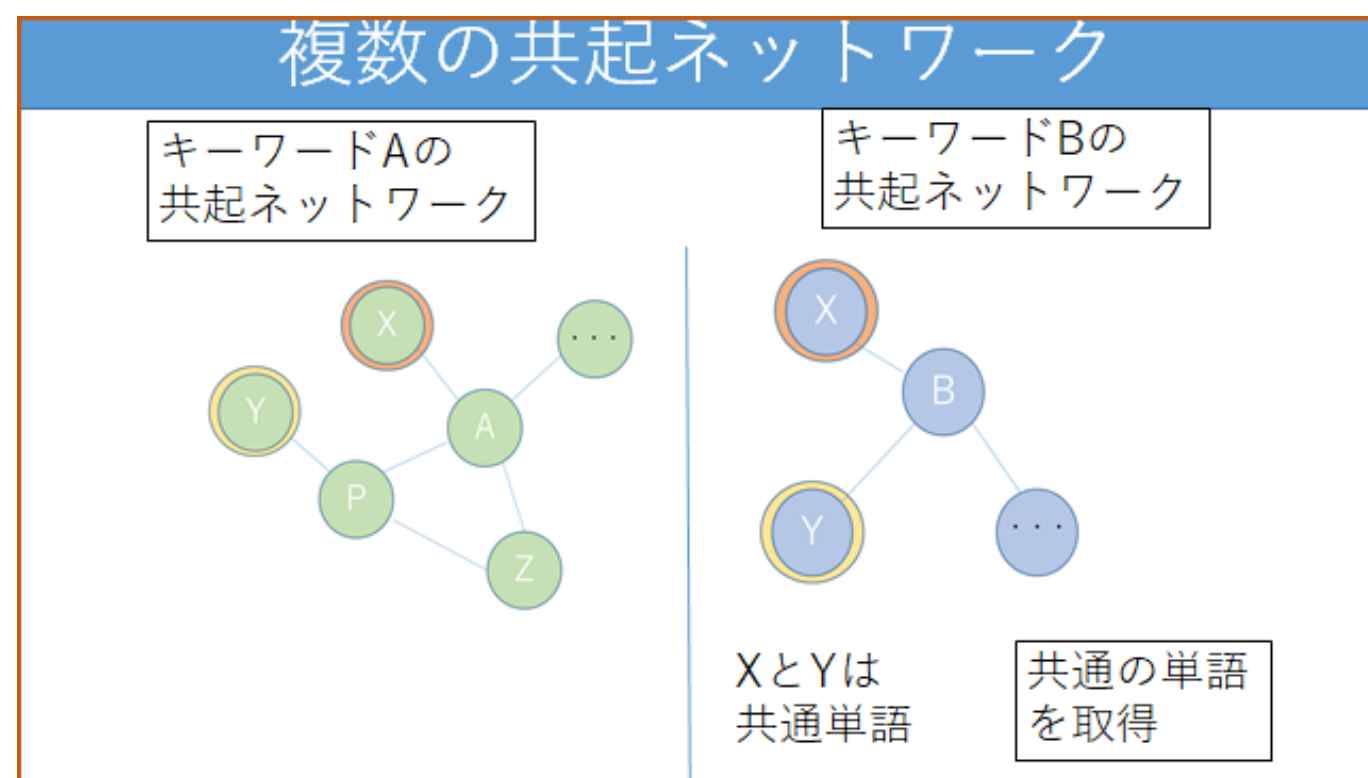 複数の共起ネットワーク
キーワードAの
共起ネットワーク
X
・・・
Y
A
P
Z
キーワードBの
共起ネットワーク
X
B
Y
・・・
XとYは
共通単語
共通の単語
を取得